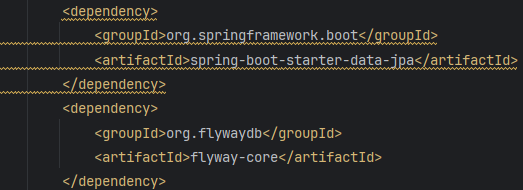 <dependency>
<groupId>org.springframework.boot</groupId>
<artifactId>spring-boot-starter-data-jpa</artifactId>
</dependency>
<dependency>
<groupId>org.flywaydb</groupId>
<artifactId>flyway-core</artifactId>
</dependency>